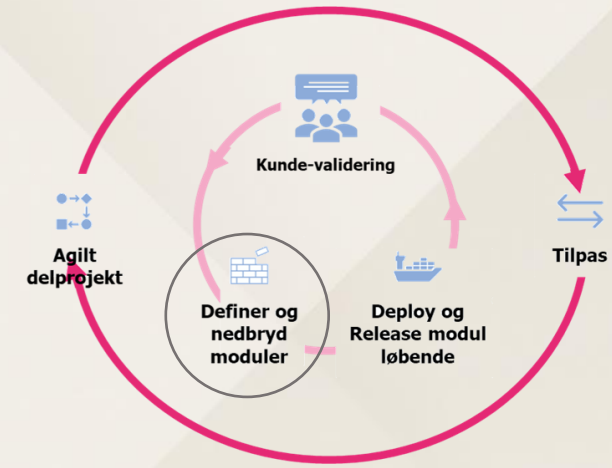 Kunde-validering
Agilt
delprojekt
Tilpas
Definer og
nedbryd
moduler
Deploy og
Release modul
løbende